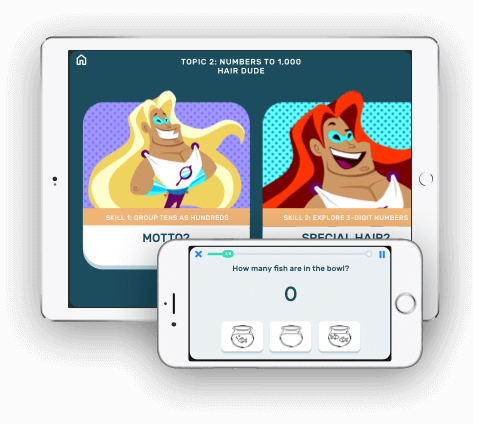 TOPIC 2: NUMBERS TO 1,000
HAIR DUDE
SKILL 1: GROUP TENS AS HUNDREDS
SKILL 2: EXPLORE 3-DIGIT NUMBERS
MOTTO?
SPECIAL HAIR?
How many fish are in the bowl?
0